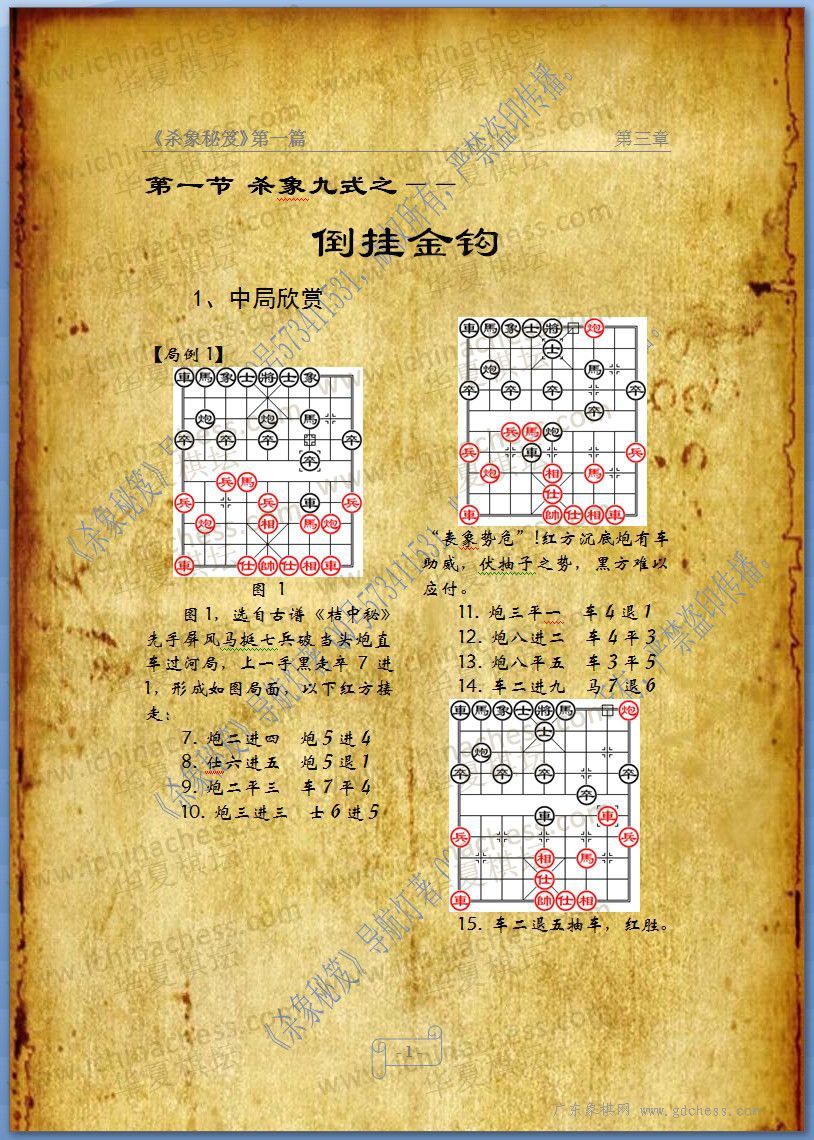 《杀象秘笈》第一篇 第三章
第一节 杀象九式之一
倒挂金钩
1、中局欣赏
【局例1】
車馬象士將士象
炮炮馬
卒卒卒卒
卒
兵馬
兵兵車兵
炮相馬炮
車仕帥仕相車
图 1
图 1，选自古谱《桔中秘》
先手屏风马挺七兵破当头炮直
车过河局，上一手黑走卒 7 进
1，形成如图局面，以下红方接
走：
7. 炮二进四 炮5进4
8. 仕六进五 炮5退1
9. 炮二平三 车7平4
10. 炮三进三 士6进5
車馬象士將炮
士
炮馬
卒卒卒卒
卒
兵馬炮
兵車兵
炮相馬
仕
車帥仕相車
“丧象势危”!红方沉底炮有车
助威，伏抽子之势，黑方难以
应付。
11. 炮三平一 车4退1
12. 炮八进二 车4平3
13. 炮八平五 车3平5
14. 车二进九 马7退6
車馬象士將馬炮
士
炮
卒卒卒卒
卒
車車
兵兵
相馬
仕
車帥仕相
15. 车二退五抽车，红胜。
- 1 -
广东象棋网 www.gdchess.com
《杀象秘笈》导航灯著 QQ号573411531，版权所有，严禁盗印传播。
www.ichinachess.com
华夏棋坛